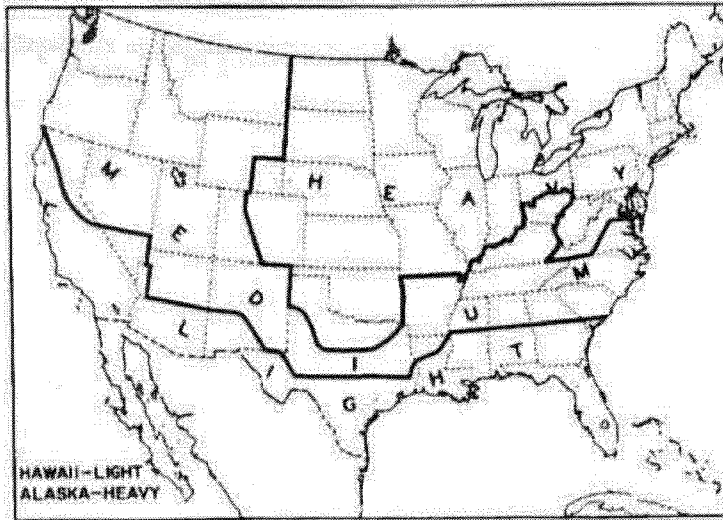 H E A V Y
M E D I U M
L I G H T
HAWAII-LIGHT
ALASKA-HEAVY